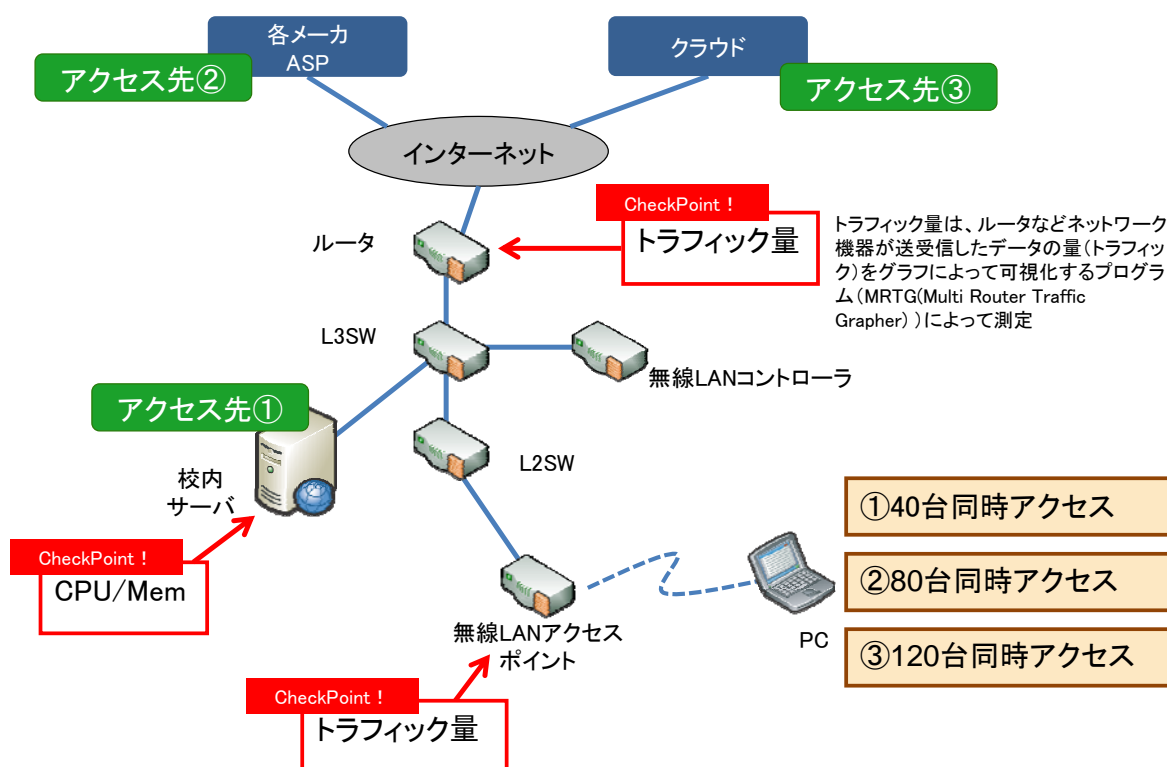 各メーカ
ASP
クラウド
アクセス先②
アクセス先③
インターネット
CheckPoint！
トラフィック量
ルータ
トラフィック量は、ルータなどネットワーク
機器が送受信したデータの量(トラフィッ
ク)をグラフによって可視化するプログラ
ム(MRTG(Multi Router Traffic
Grapher) )によって測定
L3SW
無線LANコントローラ
アクセス先①
L2SW
校内
サーバ
①40台同時アクセス
CheckPoint！
CPU/Mem
②80台同時アクセス
無線LANアクセス
ポイント
PC
③120台同時アクセス
CheckPoint！
トラフィック量